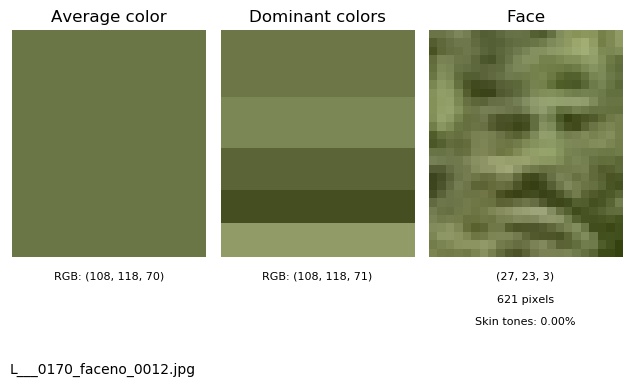 Average color
Dominant colors
Face
RGB: (108, 118, 70)
RGB: (108, 118, 71)
(27, 23, 3)
621 pixels
Skin tones: 0.00%
L___0170_faceno_0012.jpg